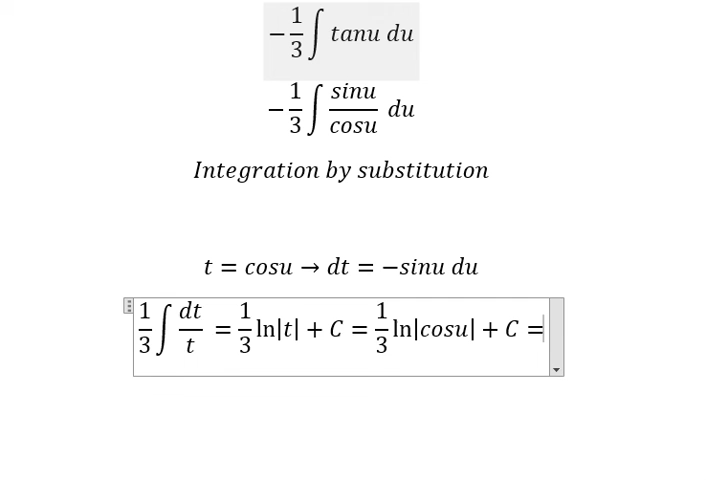 −1/3 ∫ tanu du
−1/3 ∫ sinu/cosu du
Integration by substitution
t = cosu → dt = −sinu du
1/3 ∫ dt/t = 1/3 ln|t| + C = 1/3 ln|cosu| + C =